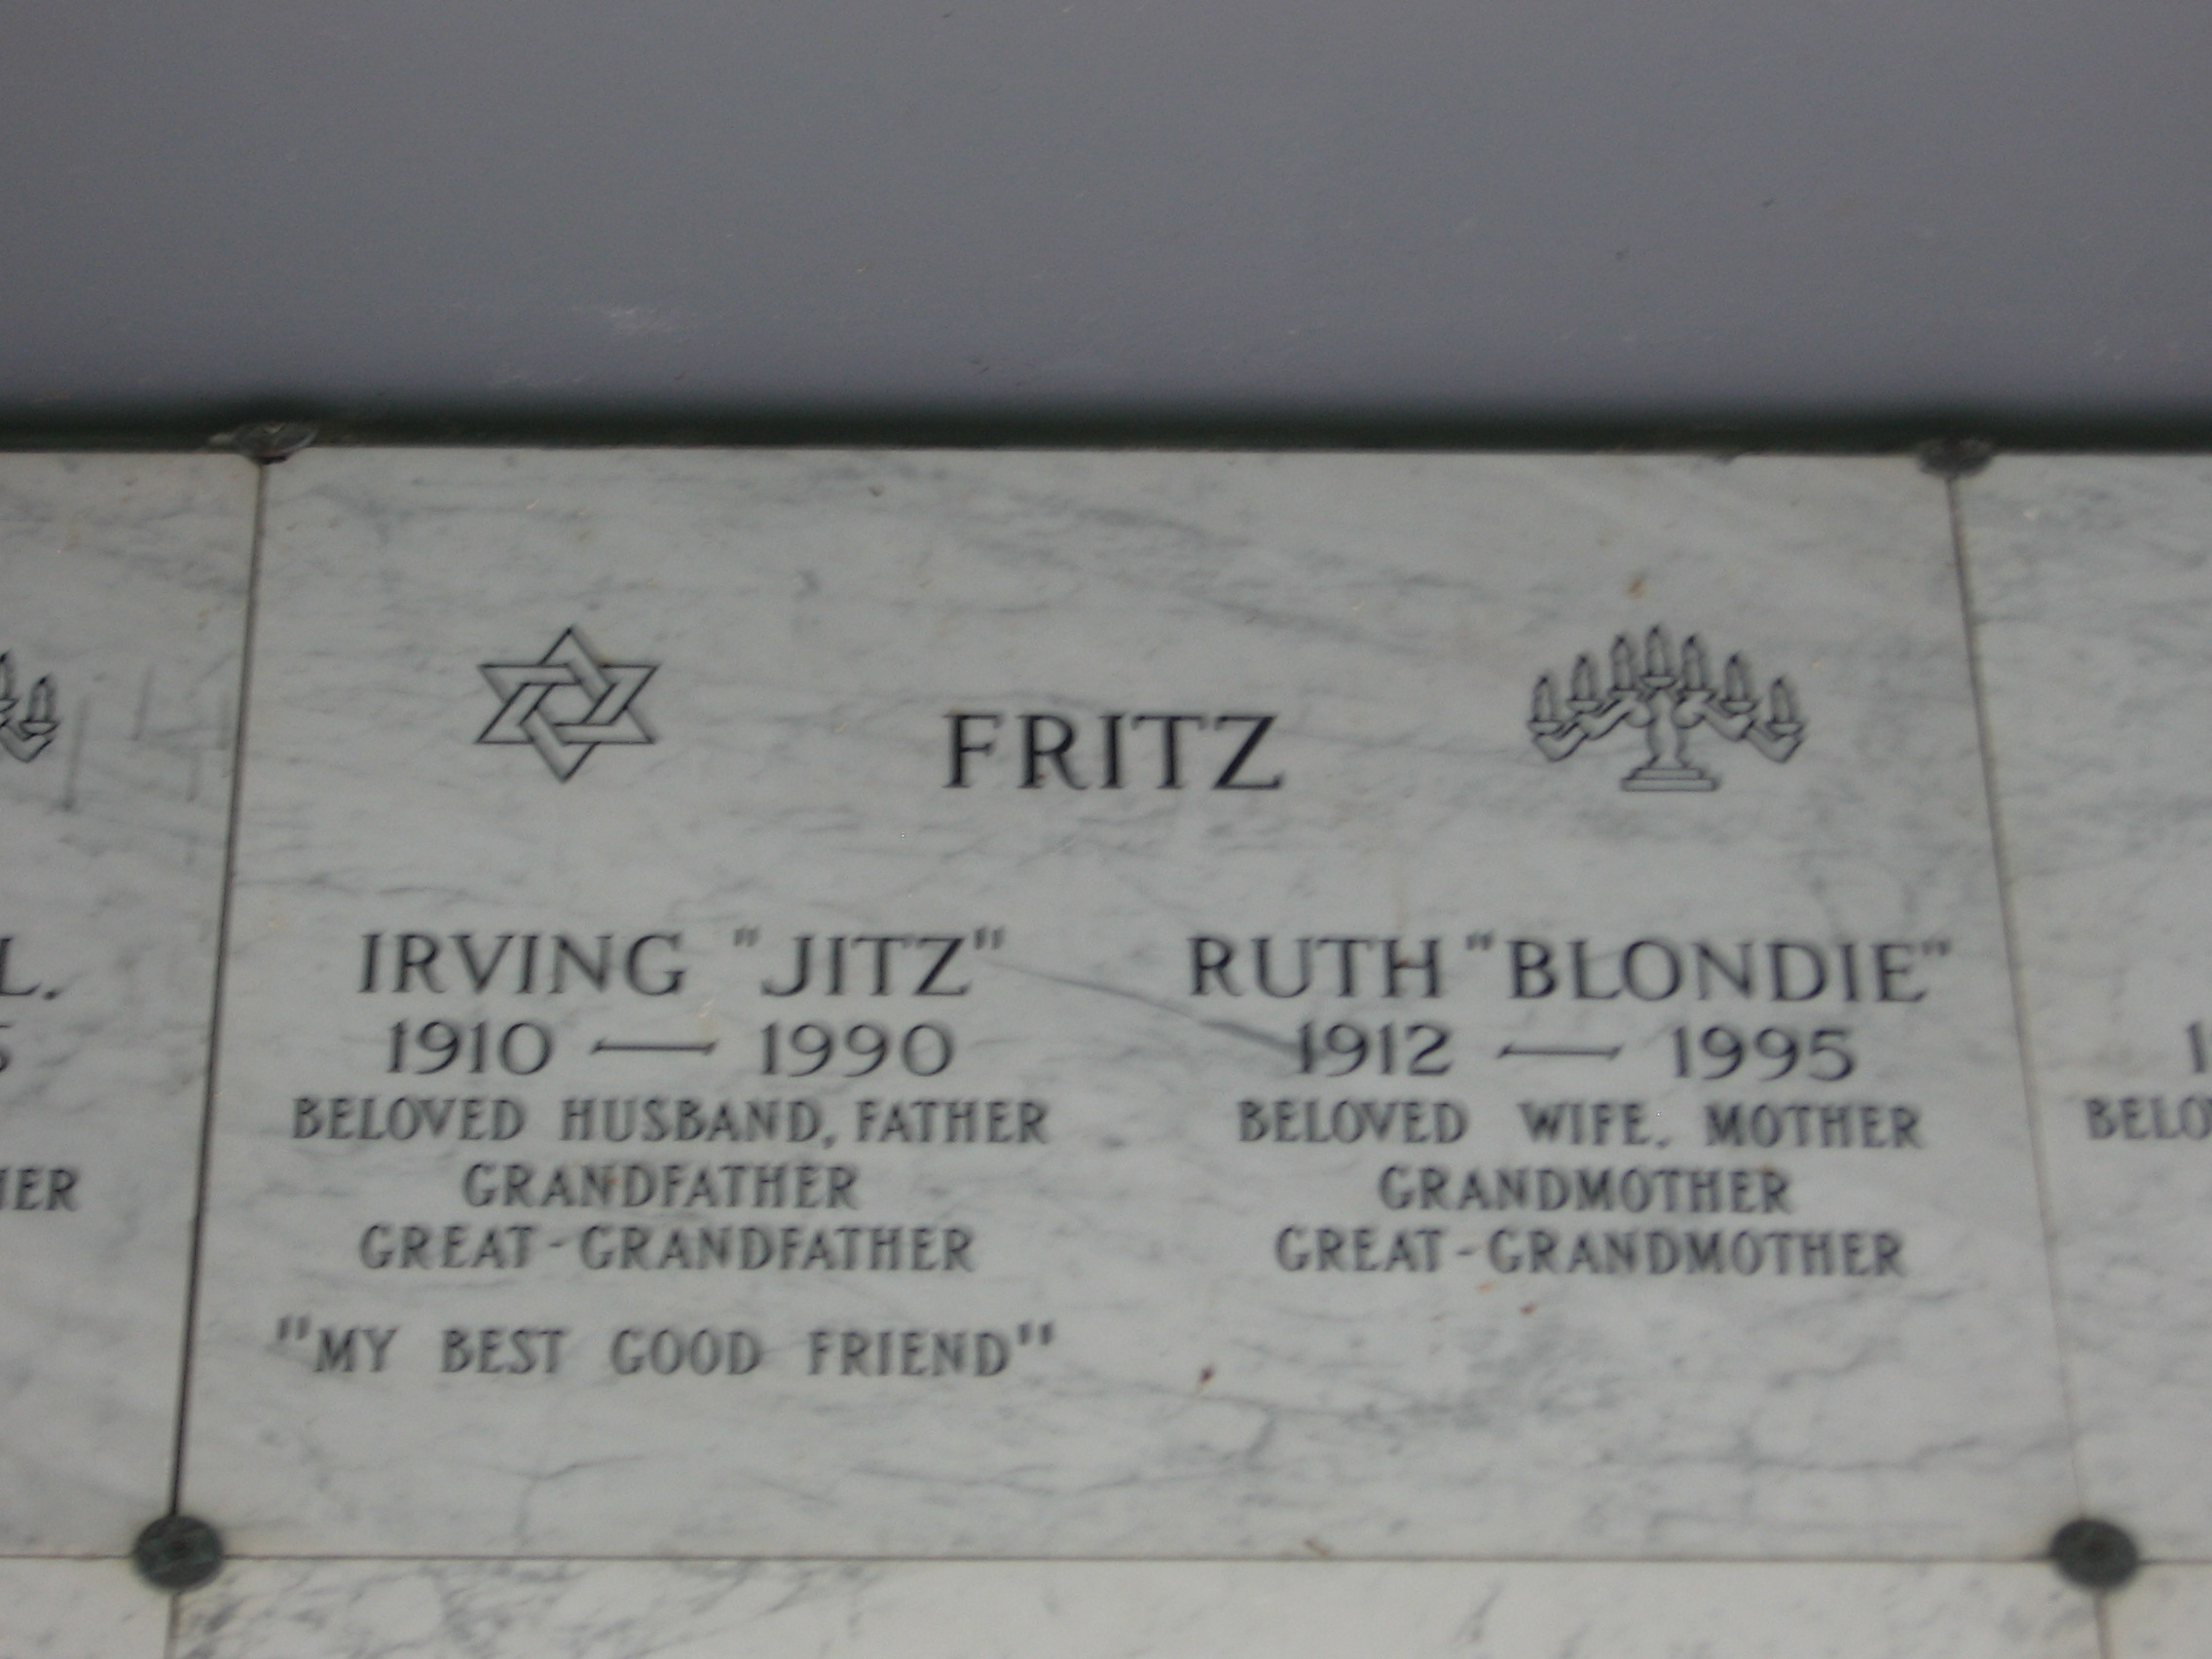 FRITZ
IRVING "JITZ"
1910 — 1990
BELOVED HUSBAND, FATHER
GRANDFATHER
GREAT-GRANDFATHER
"MY BEST GOOD FRIEND"
RUTH "BLONDIE"
1912 — 1995
BELOVED WIFE, MOTHER
GRANDMOTHER
GREAT-GRANDMOTHER
L.